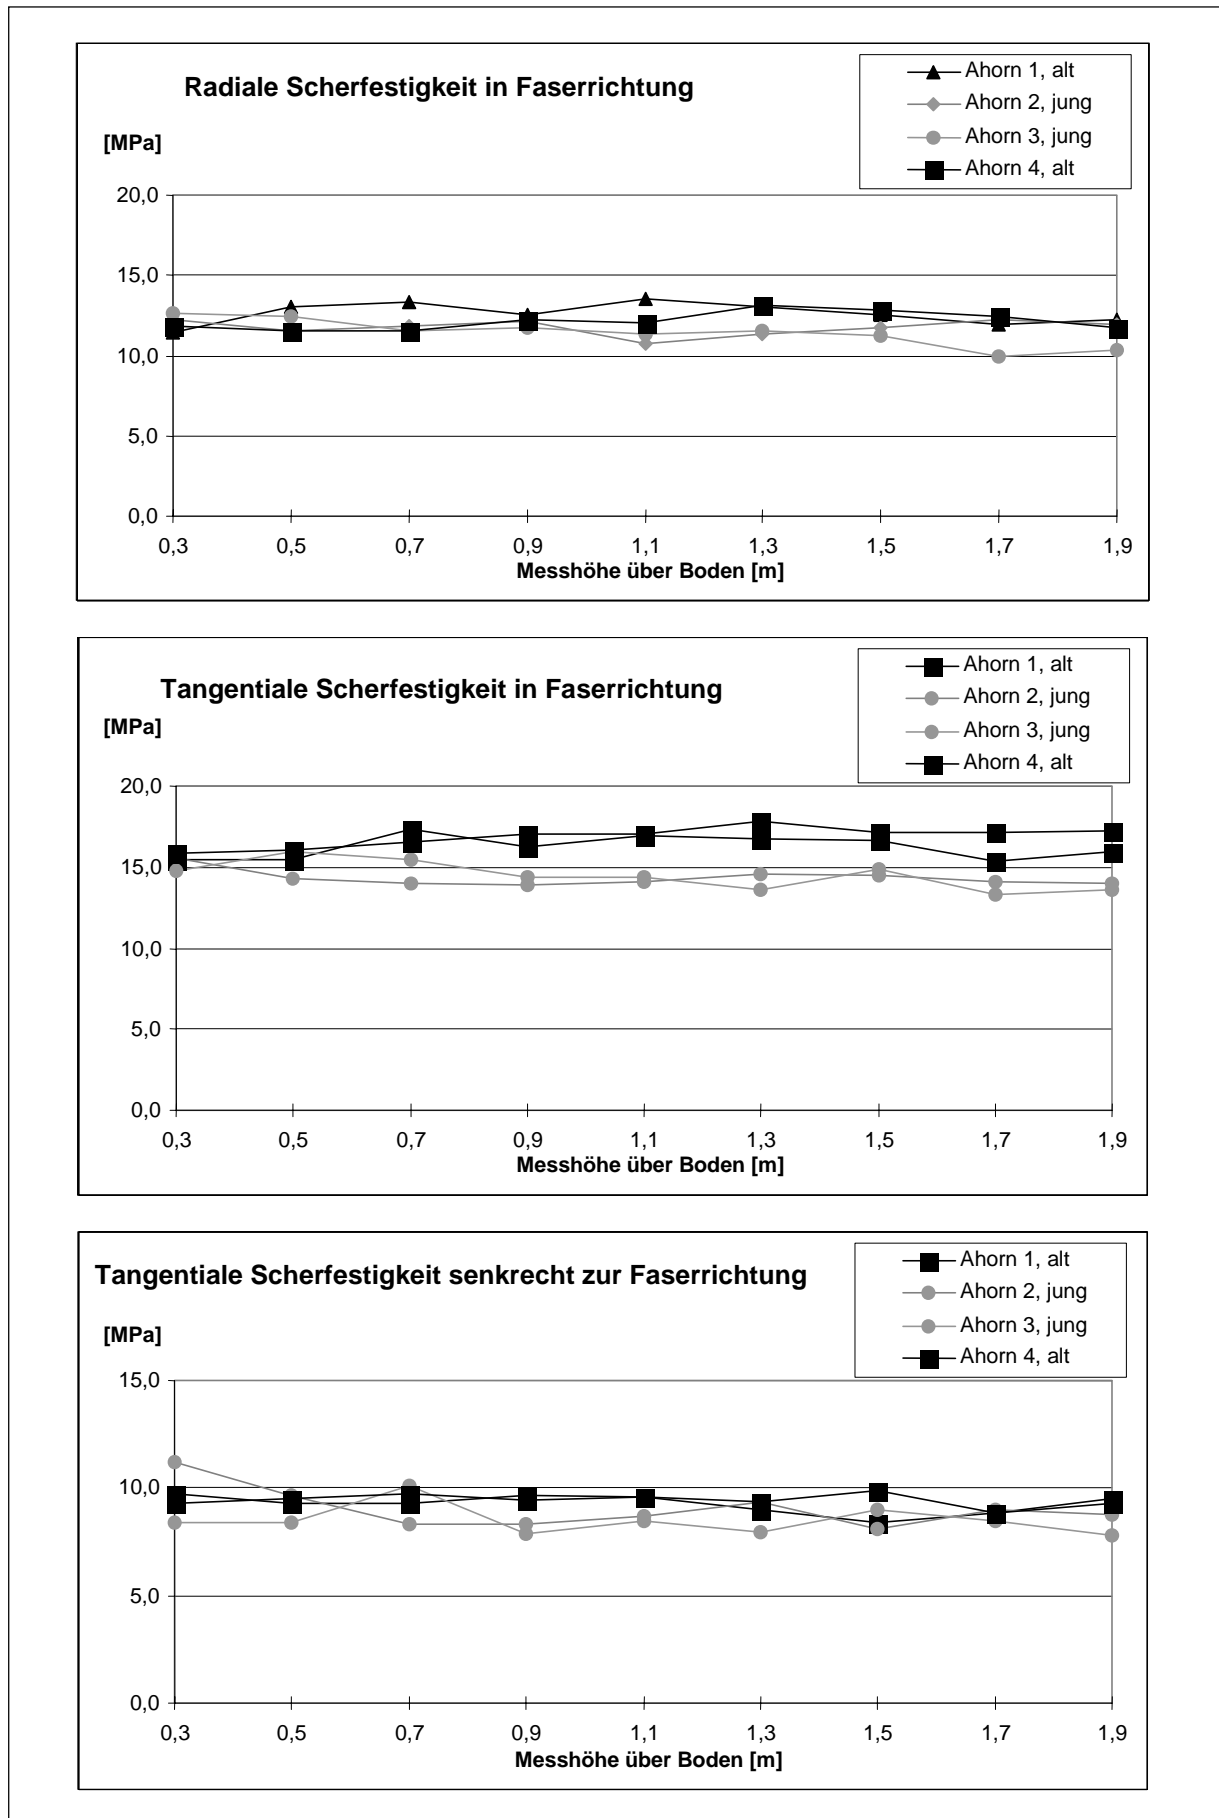 Radiale Scherfestigkeit in Faserrichtung
Ahorn 1, alt
Ahorn 2, jung
Ahorn 3, jung
Ahorn 4, alt
[MPa]
20,0
15,0
10,0
5,0
0,0
0,3 0,5 0,7 0,9 1,1 1,3 1,5 1,7 1,9
Messhöhe über Boden [m]
Tangentiale Scherfestigkeit in Faserrichtung
Ahorn 1, alt
Ahorn 2, jung
Ahorn 3, jung
Ahorn 4, alt
[MPa]
20,0
15,0
10,0
5,0
0,0
0,3 0,5 0,7 0,9 1,1 1,3 1,5 1,7 1,9
Messhöhe über Boden [m]
Tangentiale Scherfestigkeit senkrecht zur Faserrichtung
Ahorn 1, alt
Ahorn 2, jung
Ahorn 3, jung
Ahorn 4, alt
[MPa]
15,0
10,0
5,0
0,0
0,3 0,5 0,7 0,9 1,1 1,3 1,5 1,7 1,9
Messhöhe über Boden [m]